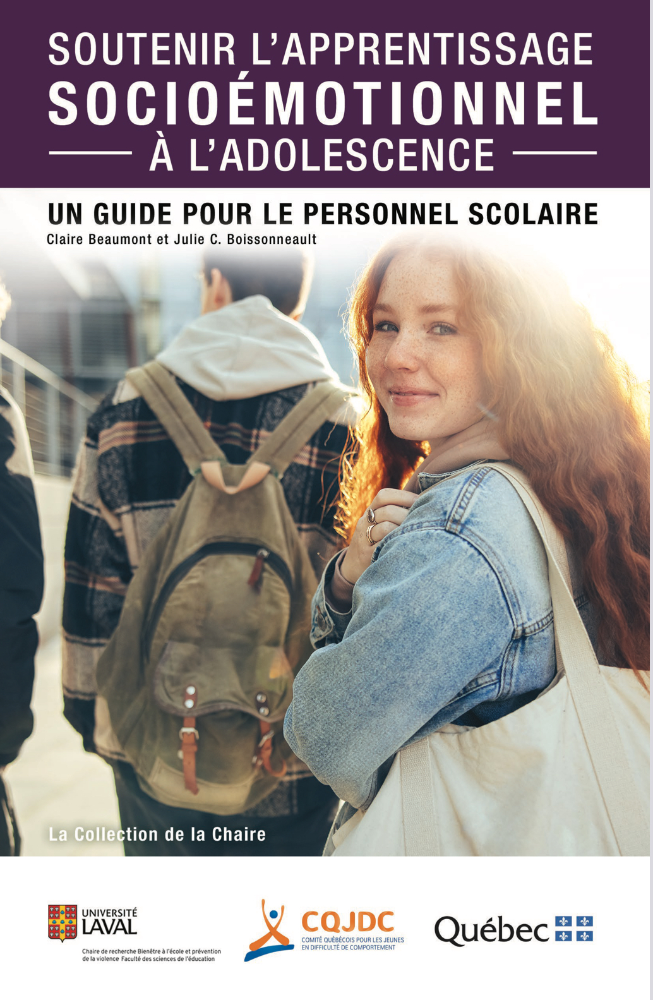 SOUTENIR L’APPRENTISSAGE
SOCIOÉMOTIONNEL
À L’ADOLESCENCE
UN GUIDE POUR LE PERSONNEL SCOLAIRE
Claire Beaumont et Julie C. Boissonneault
La Collection de la Chaire
UNIVERSITÉ
LAVAL
Chaire de recherche Bienêtre à l’école et prévention
de la violence Faculté des sciences de l’éducation
CQJDC
COMITÉ QUÉBÉCOIS POUR LES JEUNES
EN DIFFICULTÉ DE COMPORTEMENT
Québec